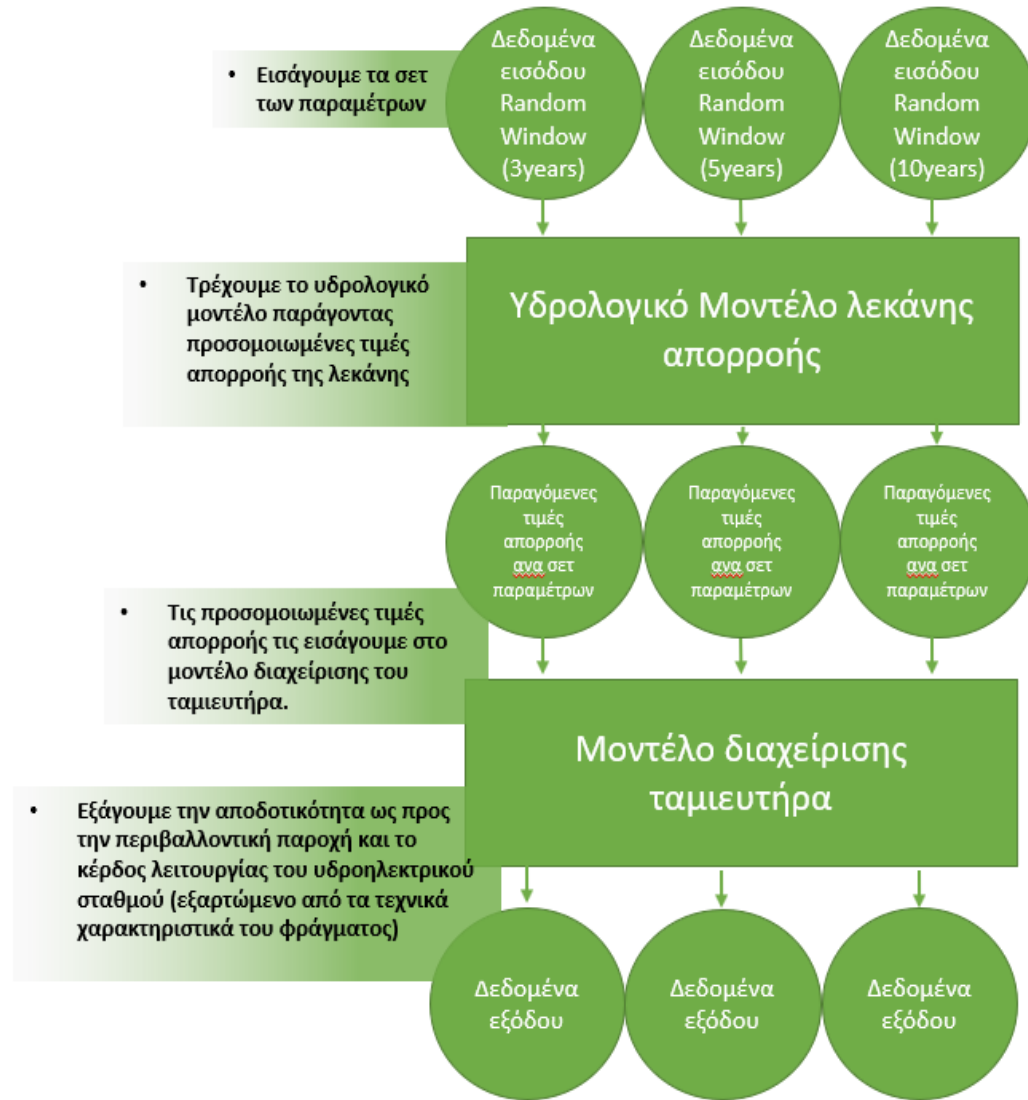 • Εισάγουμε τα σετ
των παραμέτρων
Δεδομένα
εισόδου
Random
Window
(3years)
Δεδομένα
εισόδου
Random
Window
(5years)
Δεδομένα
εισόδου
Random
Window
(10years)
• Τρέχουμε το υδρολογικό
μοντέλο παράγοντας
προσομοιωμένες τιμές
απορροής της λεκάνης
Υδρολογικό Μοντέλο λεκάνης
απορροής
Παραγόμενες
τιμές
απορροής
ανα σετ
παραμέτρων
Παραγόμενες
τιμές
απορροής
ανα σετ
παραμέτρων
Παραγόμενες
τιμές
απορροής
ανα σετ
παραμέτρων
• Τις προσομοιωμένες τιμές
απορροής τις εισάγουμε στο
μοντέλο διαχείρισης του
ταμιευτήρα.
Μοντέλο διαχείρισης
ταμιευτήρα
• Εξάγουμε την αποδοτικότητα ως προς
την περιβαλλοντική παροχή και το
κέρδος λειτουργίας του υδροηλεκτρικού
σταθμού (εξαρτώμενο από τα τεχνικά
χαρακτηριστικά του φράγματος)
Δεδομένα
εξόδου
Δεδομένα
εξόδου
Δεδομένα
εξόδου